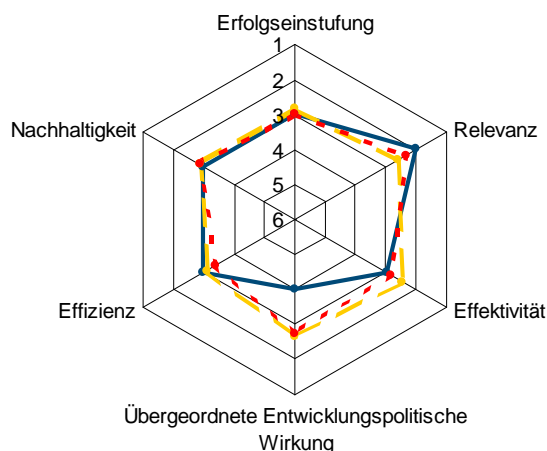 Erfolgseinstufung
1
2
3
4
5
6
Nachhaltigkeit
Relevanz
Effizienz
Effektivität
Übergeordnete Entwicklungspolitische
Wirkung